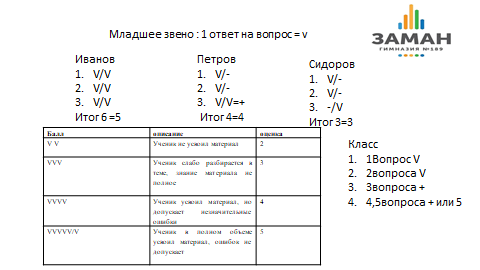 Младшее звено : 1 ответ на вопрос = v
ЗАМАН
ГИМНАЗИЯ №189
Иванов
1. V/V
2. V/V
3. V/V
Итог 6 =5
Петров
1. V/-
2. V/-
3. V/V=+
Итог 4=4
Сидоров
1. V/-
2. V/-
3. -/V
Итог 3=3
Балл описание оценка
V V Ученик не усвоил материал 2
VVV Ученик слабо разбирается в 3
теме, знание материала не
полное
VVVV Ученик усвоил материал, но 4
допускает незначительные
ошибки
VVVVV/V Ученик в полном объеме 5
усвоил материал, ошибок не
допускает
Класс
1. 1Вопрос V
2. 2вопроса V
3. 3вопроса +
4. 4,5вопроса + или 5